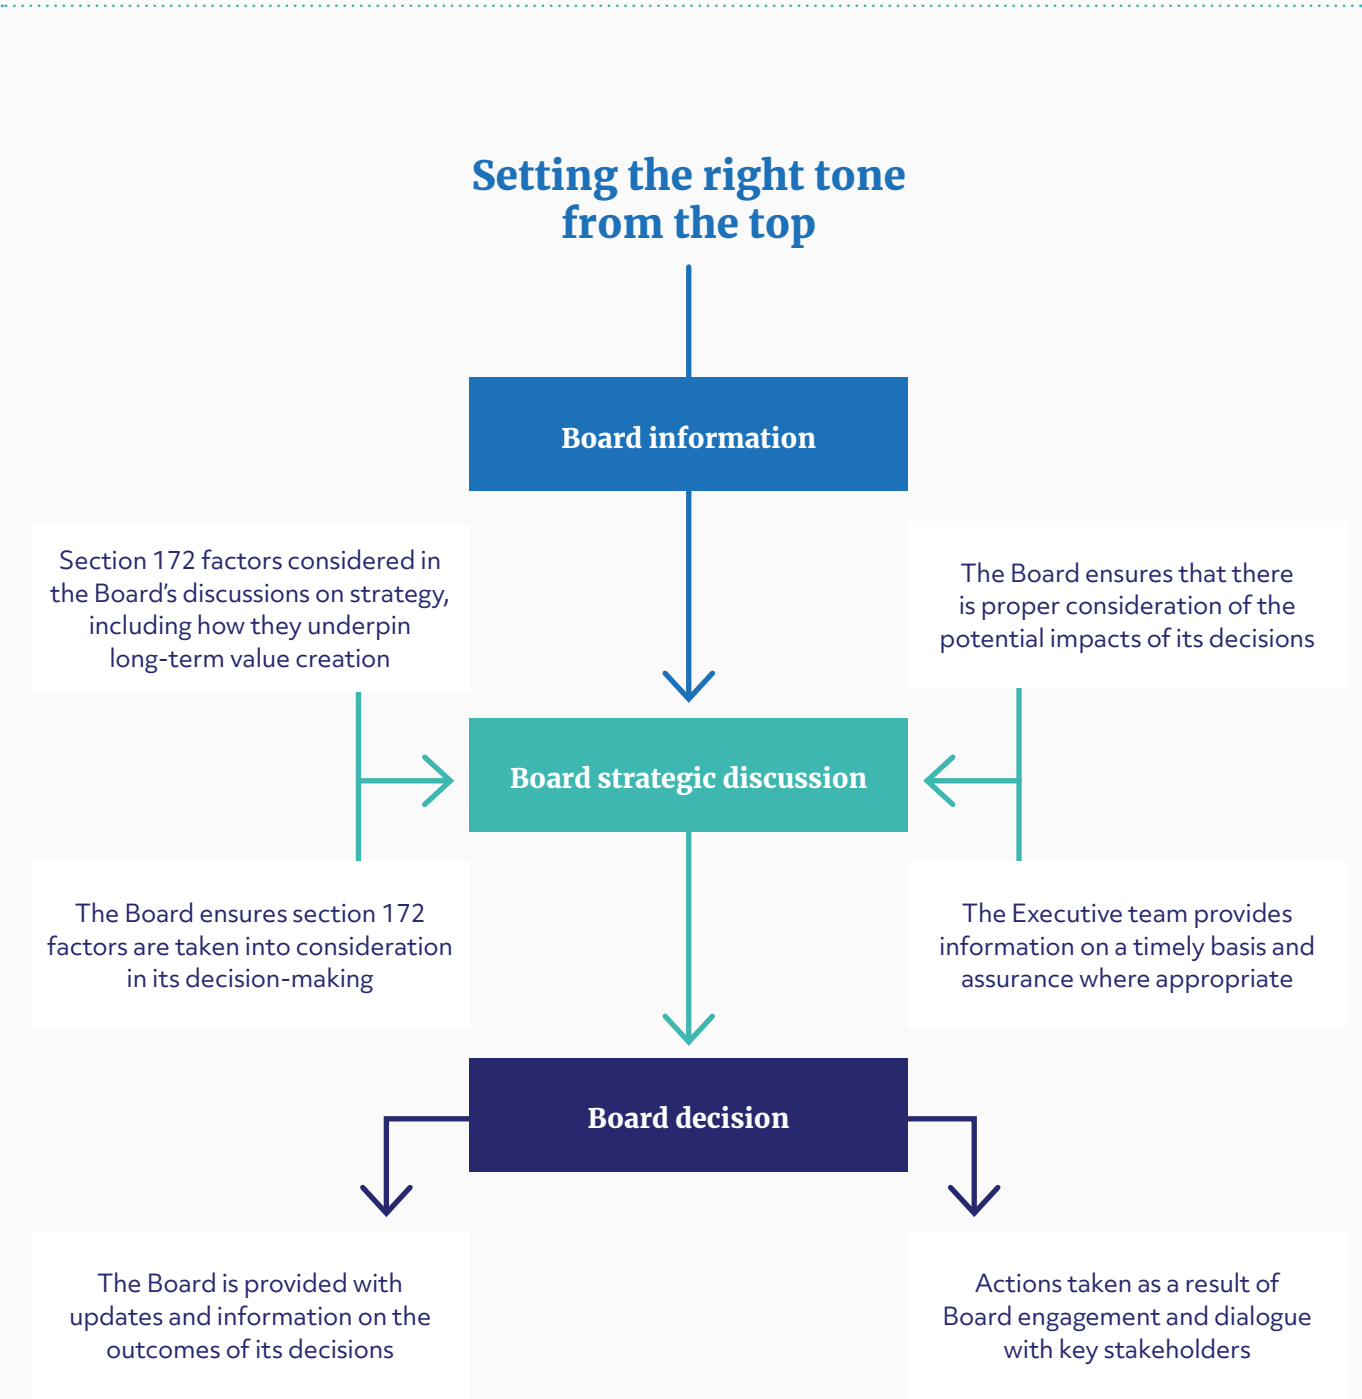 Setting the right tone
from the top
Board information
Section 172 factors considered in
the Board’s discussions on strategy,
including how they underpin
long-term value creation
The Board ensures that there
is proper consideration of the
potential impacts of its decisions
Board strategic discussion
The Board ensures section 172
factors are taken into consideration
in its decision-making
The Executive team provides
information on a timely basis and
assurance where appropriate
Board decision
The Board is provided with
updates and information on the
outcomes of its decisions
Actions taken as a result of
Board engagement and dialogue
with key stakeholders